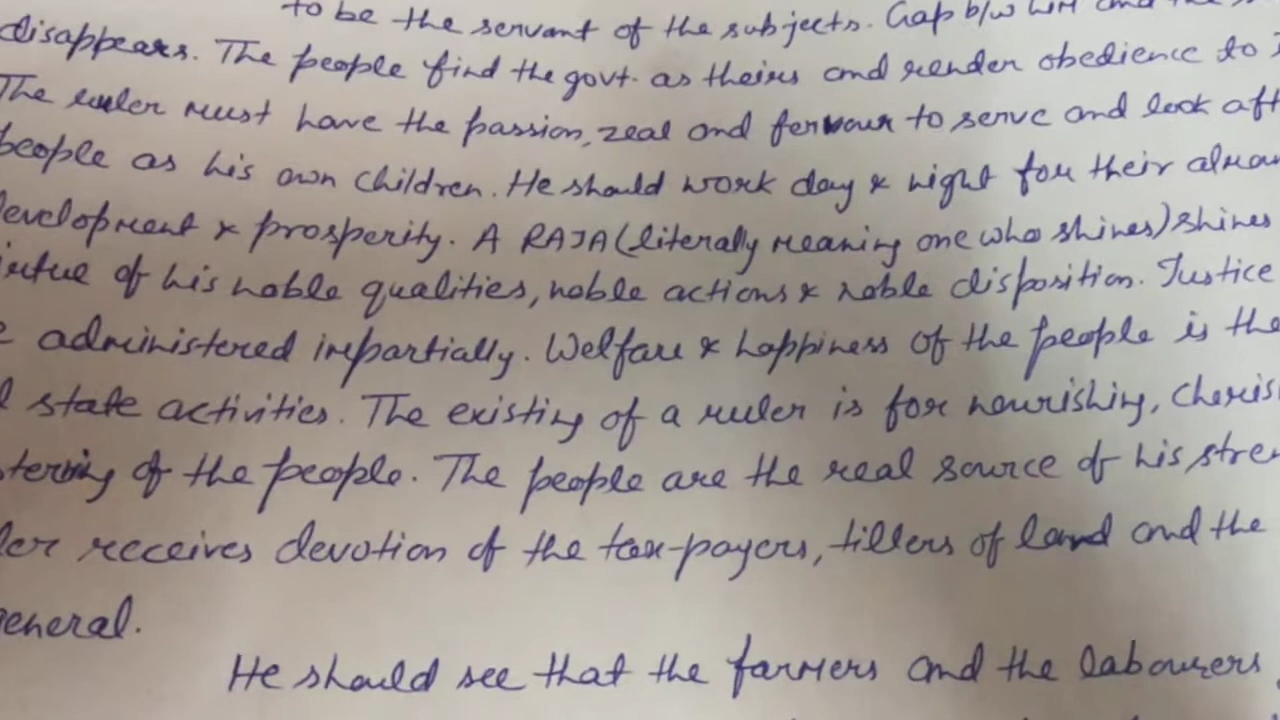 to be the servant of the subjects. Gap b/w him and the
disappears. The people find the govt. as theirs and render obedience to
The ruler must have the passion, zeal and fervour to serve and look aft
people as his own children. He should work day & night for their
development & prosperity. A RAJA (literally meaning one who shines) shines
irtue of his noble qualities, noble actions & noble disposition. Justice
e administered impartially. Welfare & happiness of the people is the
l state activities. The existing of a ruler is for nourishing, cheris
tering of the people. The people are the real source of his stre
ler receives devotion of the tax-payers, tillers of land and the
general.
He should see that the farmers and the labourers